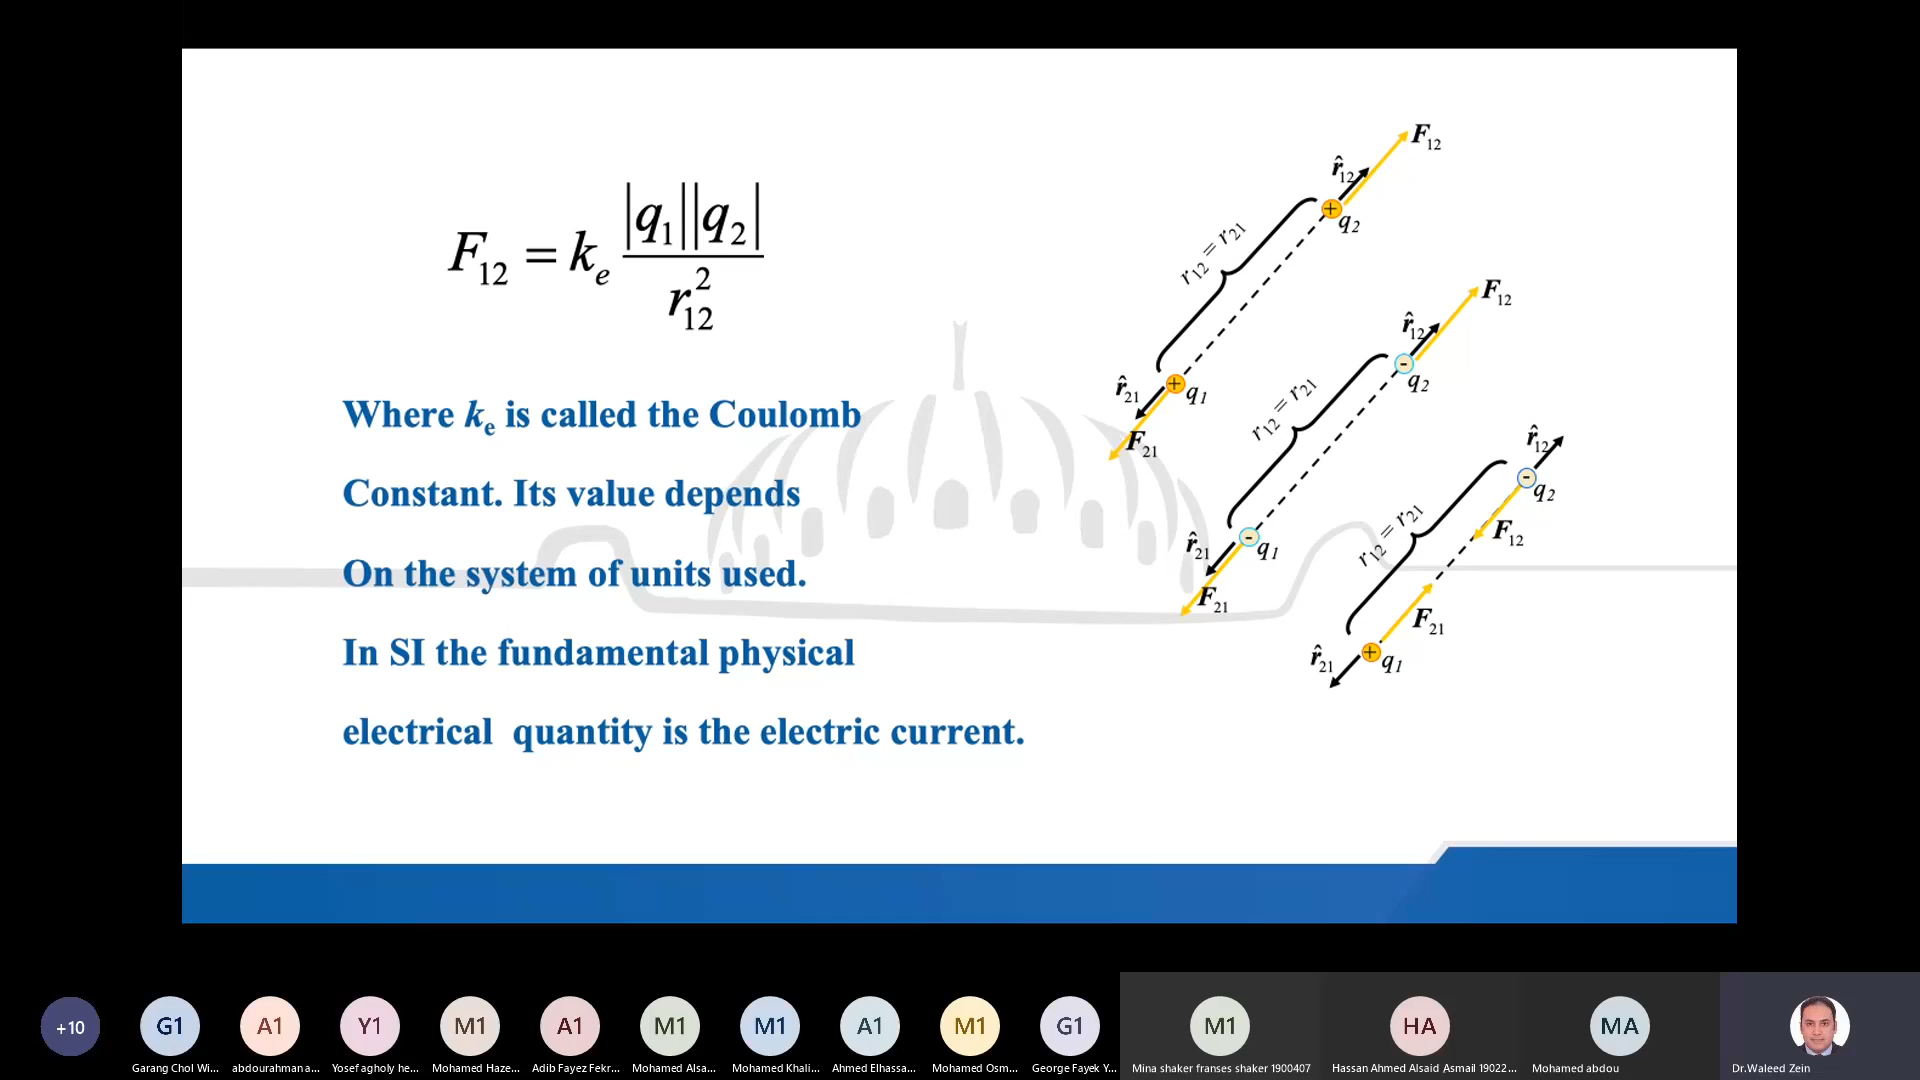 F₁₂ = kₑ |q₁||q₂| / r₁₂²
Where kₑ is called the Coulomb
Constant. Its value depends
On the system of units used.
In SI the fundamental physical
electrical quantity is the electric current.
F₁₂
r̂₁₂
+
q₂
r₁₂ = r₂₁
r̂₂₁
+
q₁
F₂₁
F₁₂
r̂₁₂
-
q₂
r₁₂ = r₂₁
r̂₂₁
-
q₁
F₂₁
r̂₁₂
-
q₂
r₁₂ = r₂₁
F₁₂
F₂₁
r̂₂₁
+
q₁
+10
G1
A1
Y1
M1
A1
M1
M1
A1
M1
G1
M1
HA
MA
Garang Chol Wi...
abdourahman a...
Yosef agholy he...
Mohamed Haze...
Adib Fayez Fekr...
Mohamed Alsa...
Mohamed Khali...
Ahmed Elhassa...
Mohamed Osm...
George Fayek Y...
Mina shaker franses shaker 1900407
Hassan Ahmed Alsaid Asmail 19022...
Mohamed abdou
Dr.Waleed Zein